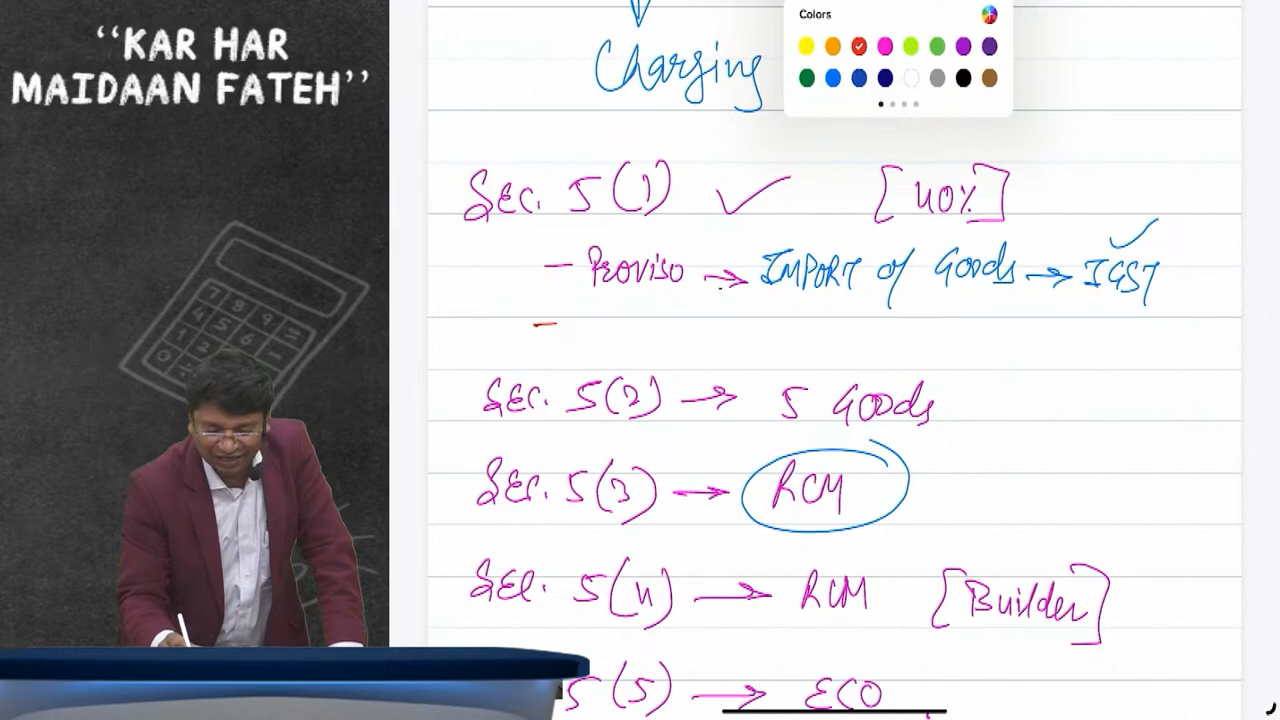 “KAR HAR
MAIDAAN FATEH”
Colors
Charging
Sec. 5(1) ✓ [40%]
- Proviso → IMPORT of Goods → IGST ✓
-
Sec. 5(2) → 5 Goods
Sec. 5(3) → RCM
Sec. 5(4) → RCM [Builder]
5(5) → ECO